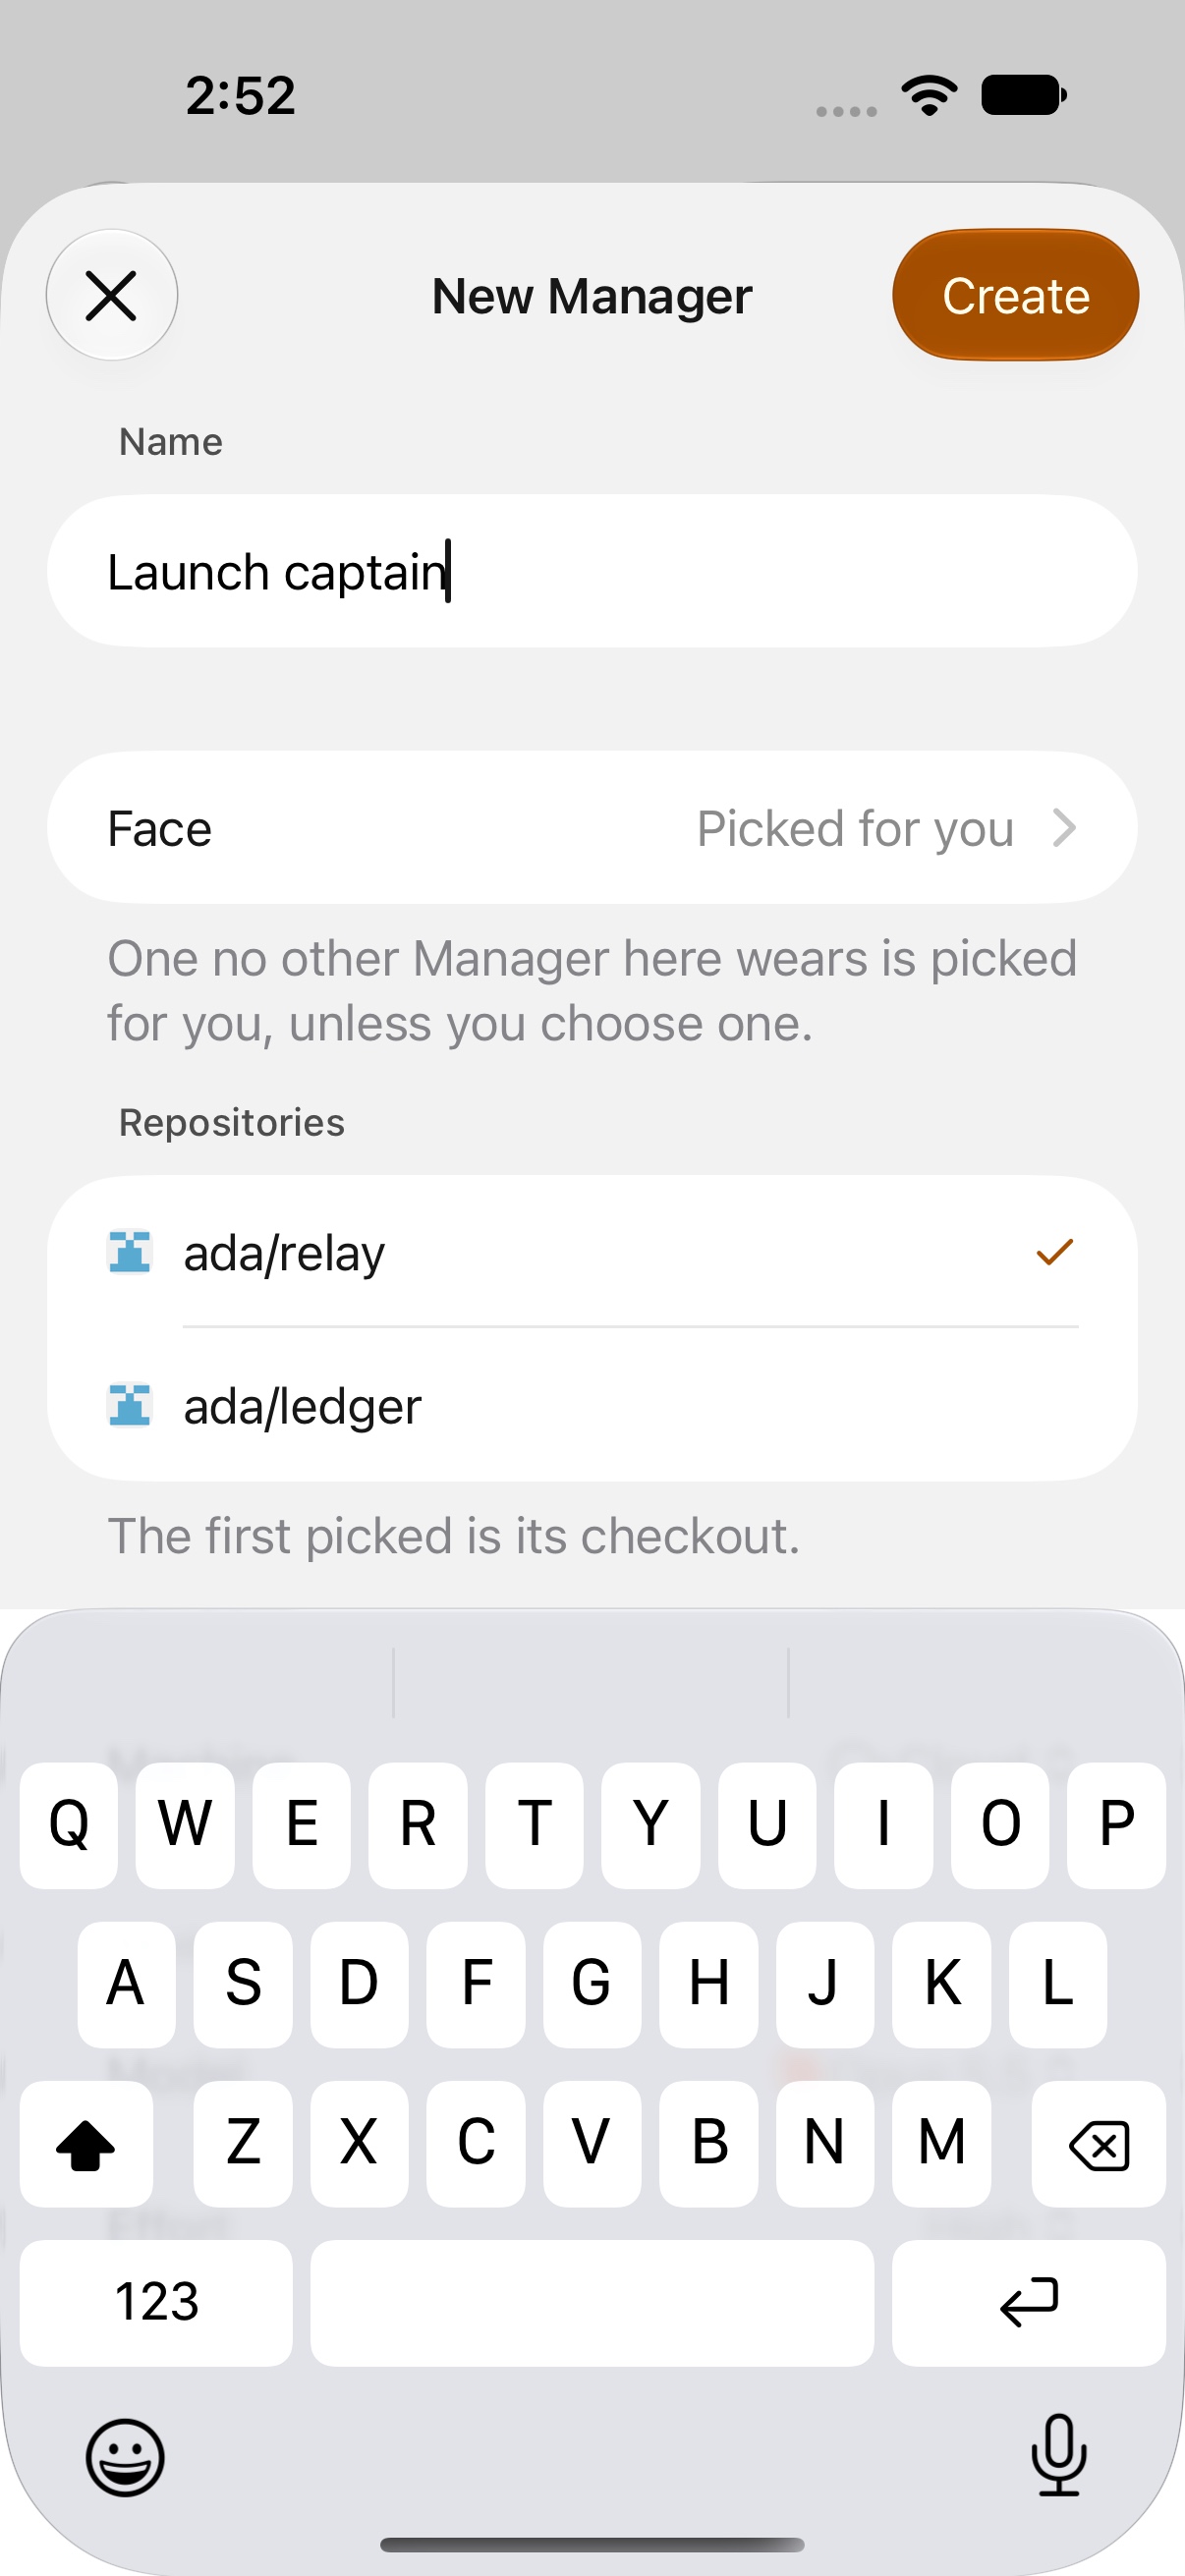 2:52
New Manager
Create
Name
Launch captain
Face
Picked for you
One no other Manager here wears is picked
for you, unless you choose one.
Repositories
ada/relay
ada/ledger
The first picked is its checkout.
Q W E R T Y U I O P
A S D F G H J K L
Z X C V B N M
123